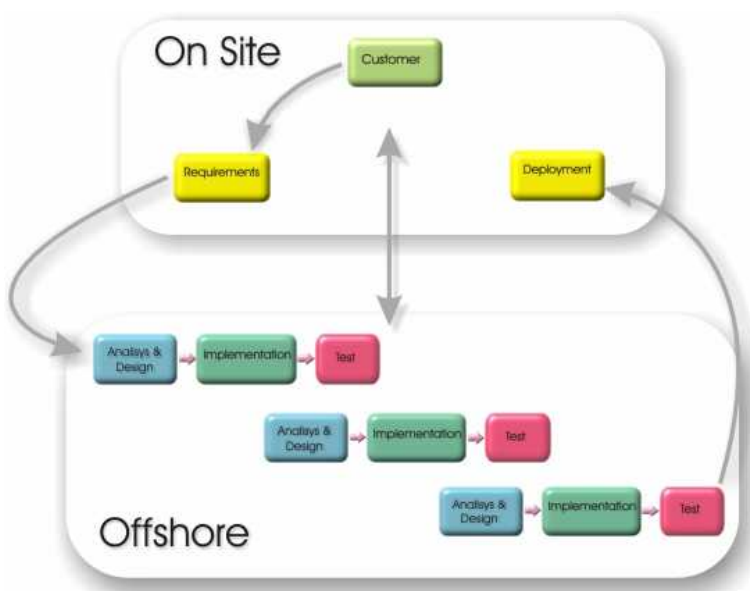 On Site
Customer
Requirements
Deployment
Analisys &
Design
Implementation
Test
Analisys &
Design
Implementation
Test
Analisys &
Design
Implementation
Test
Offshore